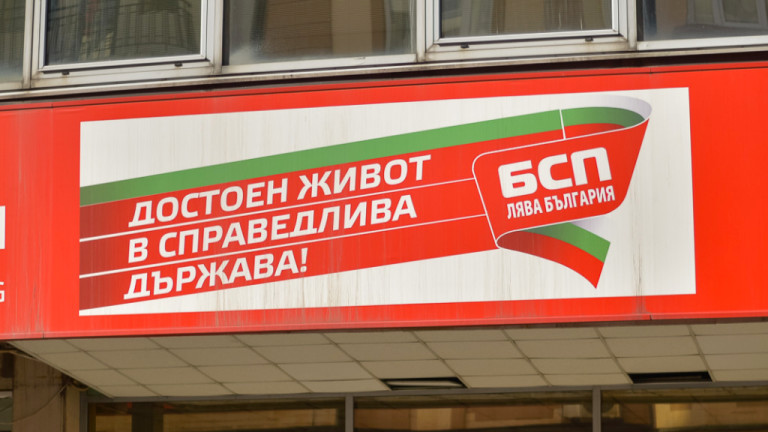 ДОСТОЕН ЖИВОТ
В СПРАВЕДЛИВА
ДЪРЖАВА!
БСП
ЛЯВА БЪЛГАРИЯ